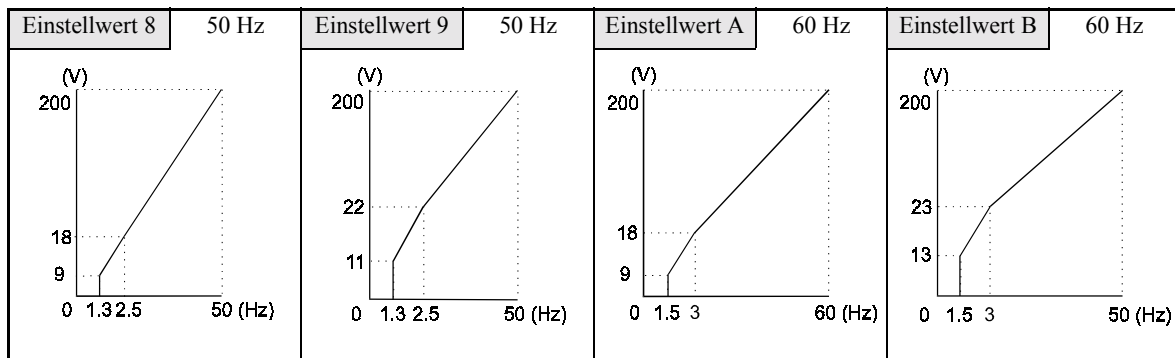 Einstellwert 8 50 Hz Einstellwert 9 50 Hz Einstellwert A 60 Hz Einstellwert B 60 Hz
(V) (V) (V) (V)
200 200 200 200
18 22 18 23
9 11 9 13
0 1.3 2.5 50 (Hz) 0 1.3 2.5 50 (Hz) 0 1.5 3 60 (Hz) 0 1.5 3 50 (Hz)